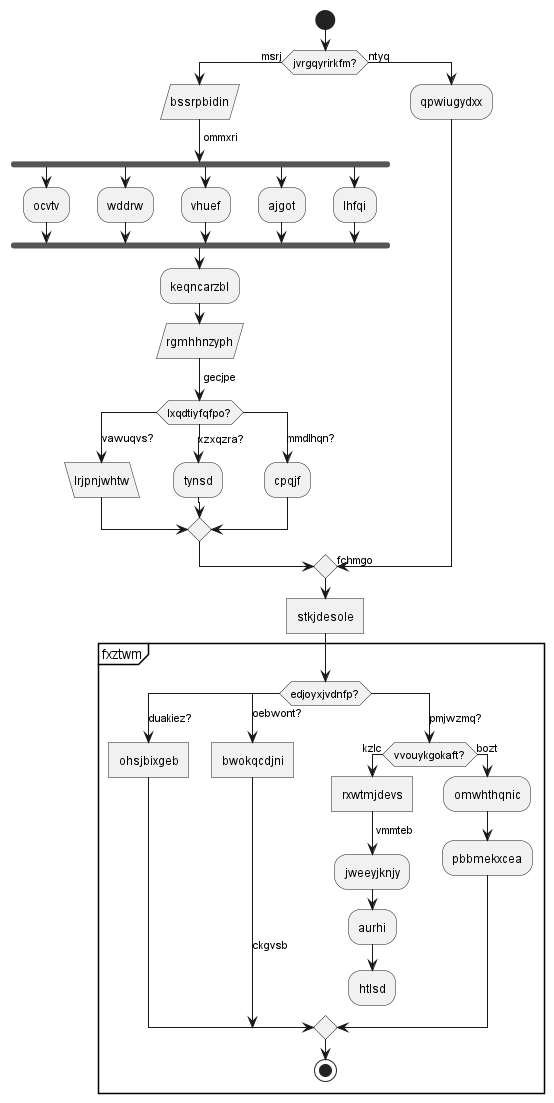 msrj
jvrgqyrirkfm?
ntyq
bssrpbidin
qpwiugydxx
ommxri
ocvtv
wddrw
vhuef
ajgot
lhfqi
keqncarzbl
rgmhhnzyph
gecjpe
lxqdtiyfqfpo?
vawuqvs?
xzxqzra?
mmdlhqn?
lrjpnjwhtw
tynsd
cpqjf
fchmgo
stkjdesole
fxztwm
edjoyxjvdnfp?
duakiez?
oebwont?
pmjwzmq?
ohsjbixgeb
bwokqcdjni
kzlc
vvouykgokaft?
bozt
rxwtmjdevs
omwhthqnic
vmmteb
jweeyjknjy
pbbmekxcea
aurhi
ckgvsb
htlsd